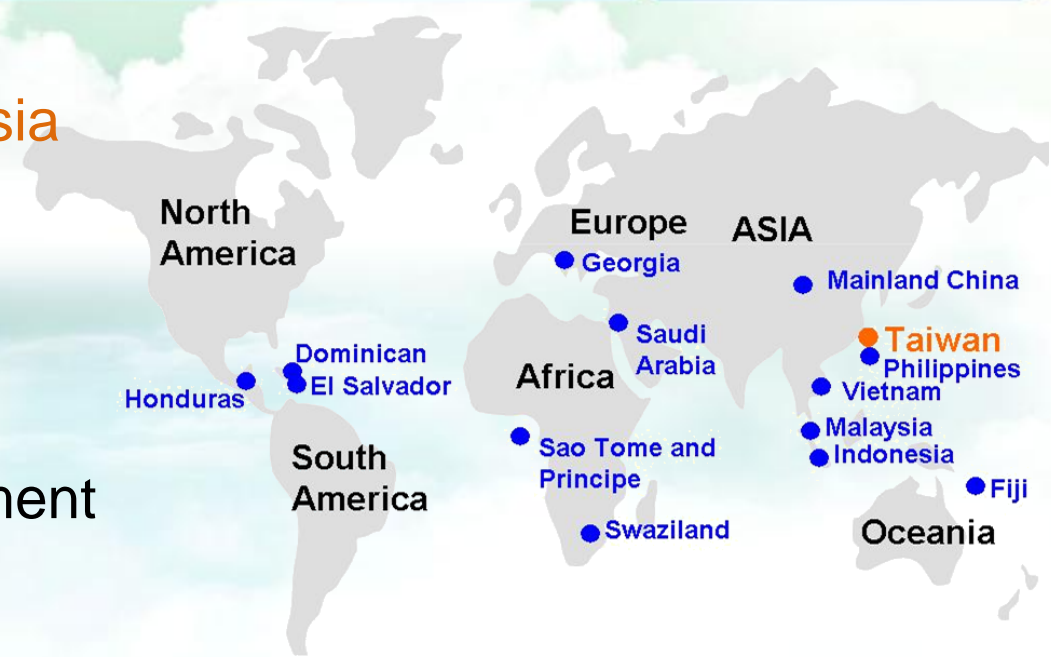 sia
North
America
Europe
ASIA
Georgia
Mainland China
Saudi
Arabia
Taiwan
Philippines
Dominican
El Salvador
Honduras
Africa
Vietnam
Malaysia
Indonesia
Sao Tome and
Principe
South
America
nent
Fiji
Swaziland
Oceania